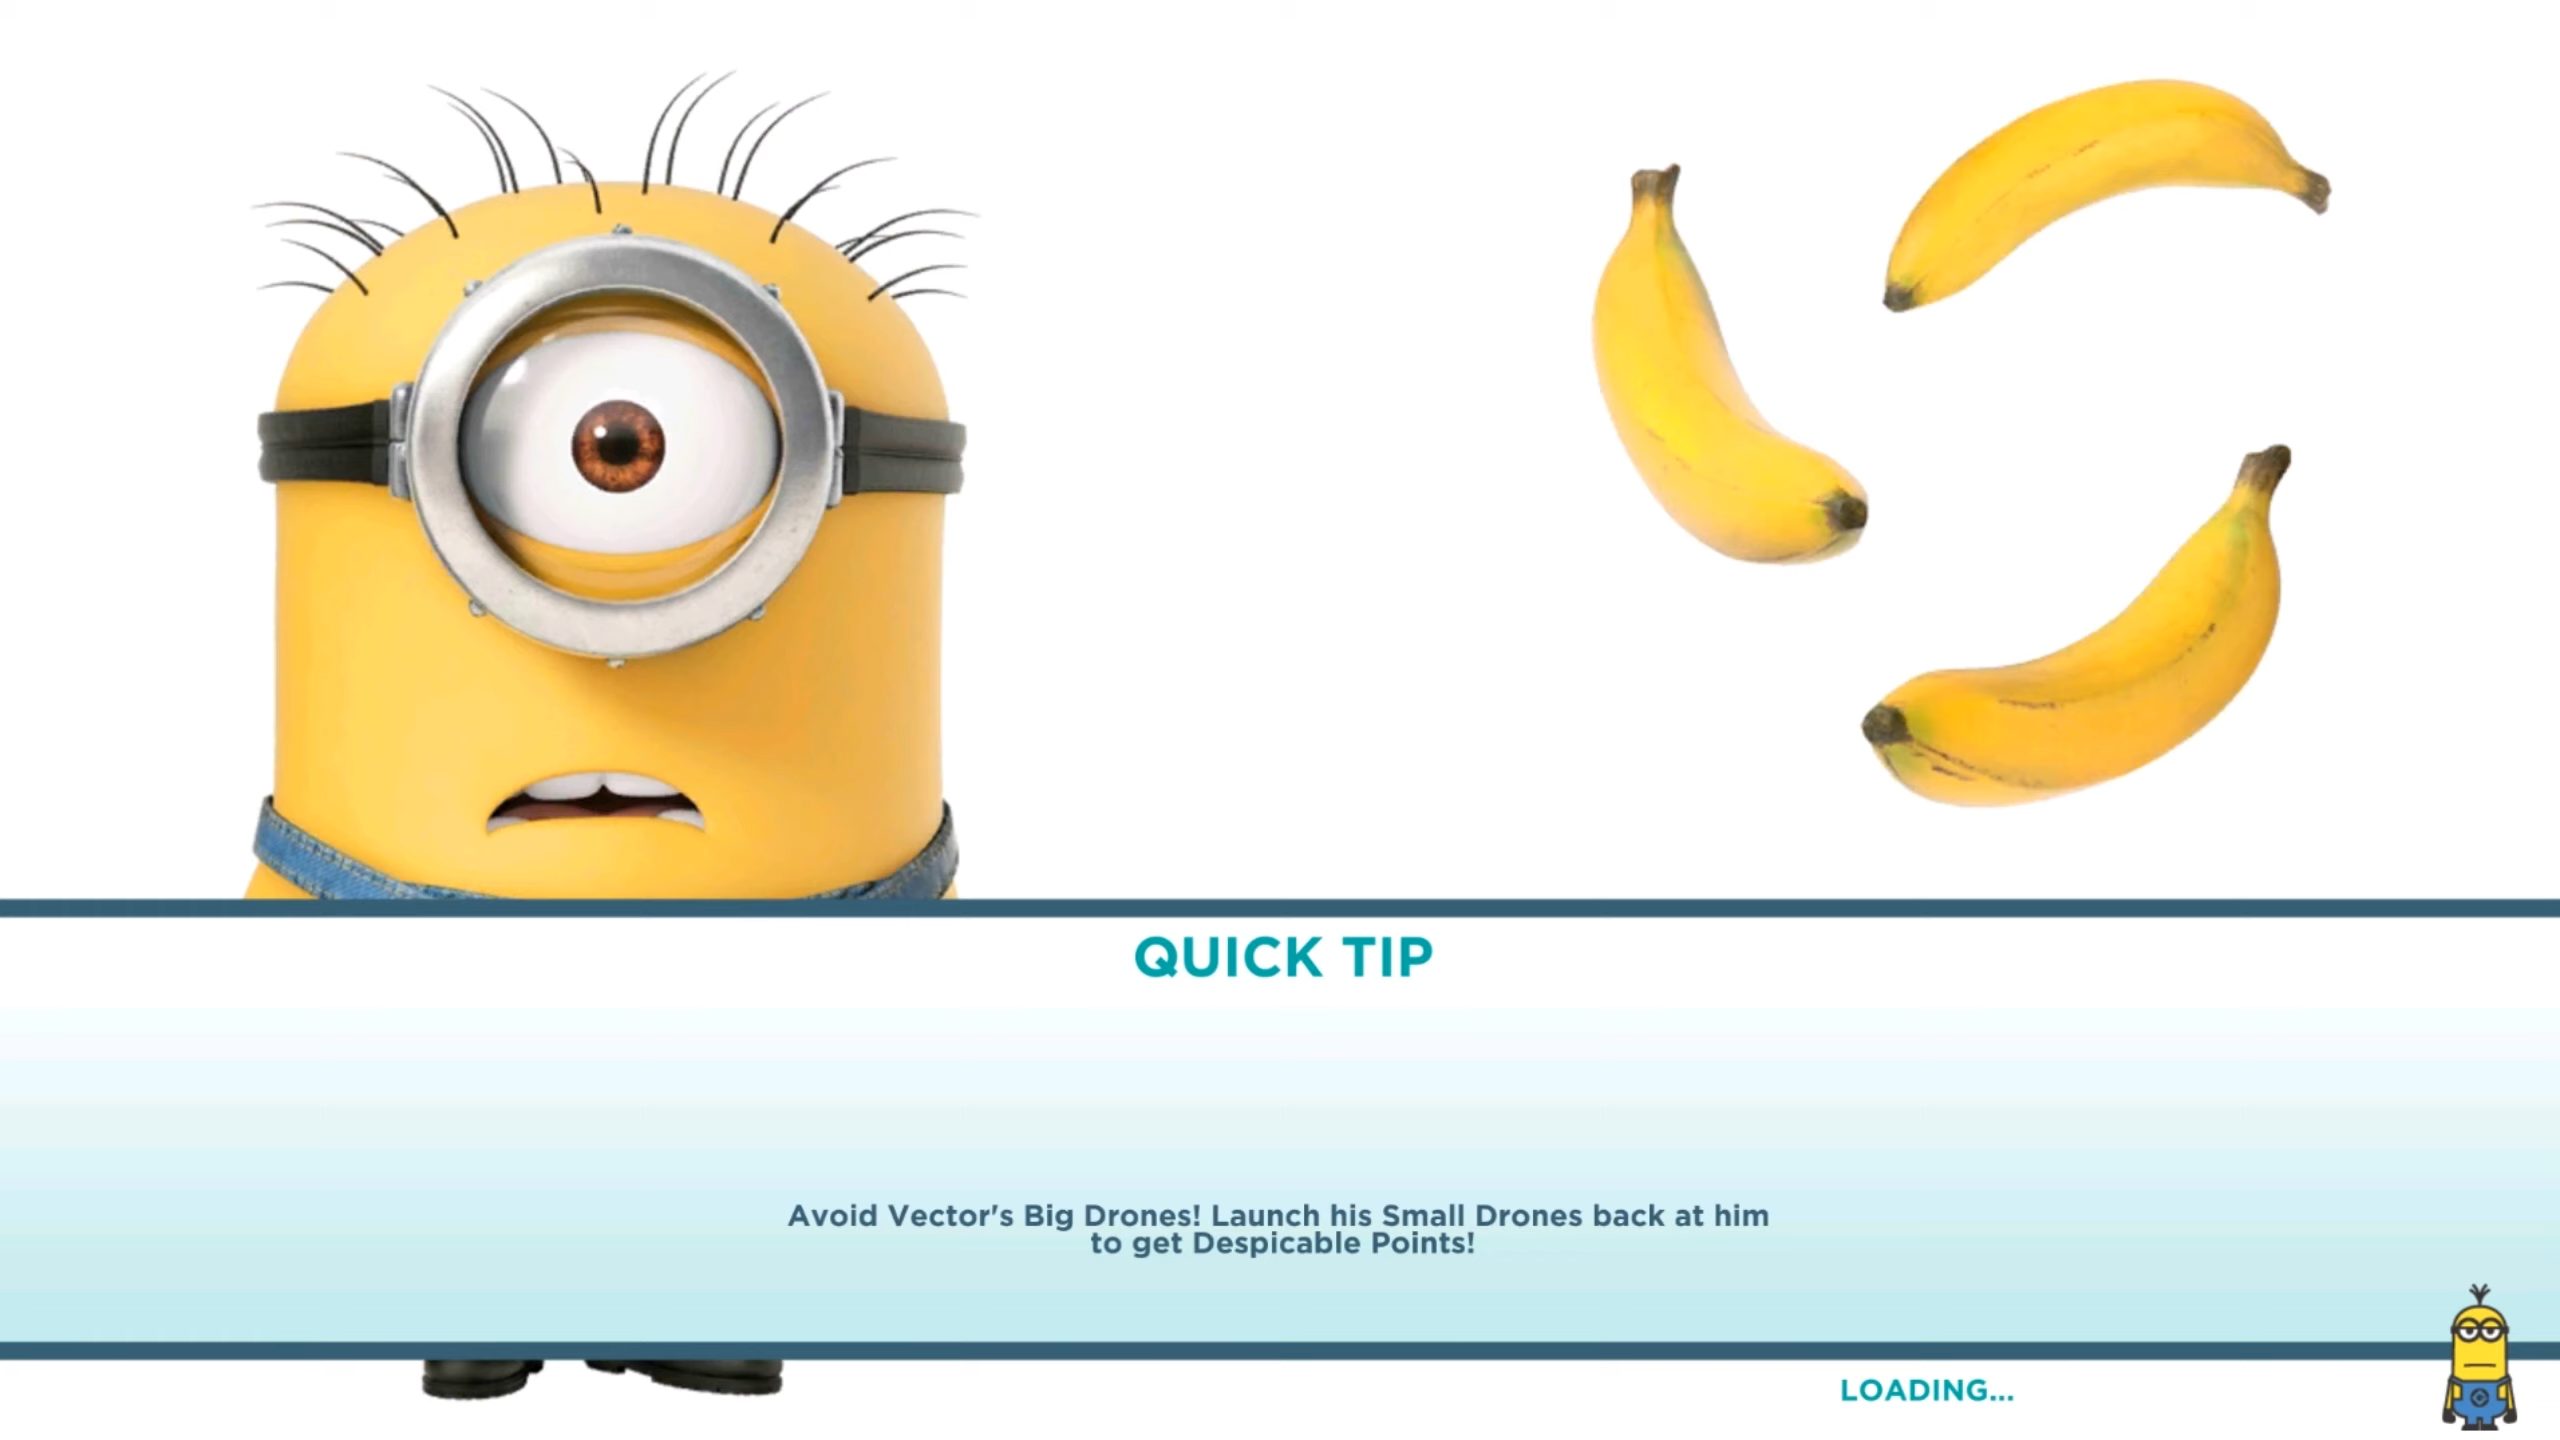 QUICK TIP
Avoid Vector's Big Drones! Launch his Small Drones back at him
to get Despicable Points!
LOADING...